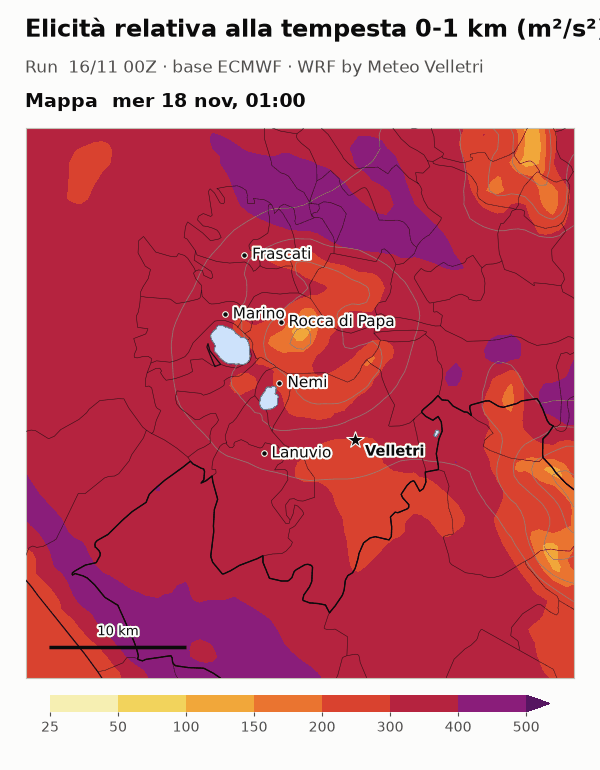 Elicità relativa alla tempesta 0-1 km (m²/s²)
Run  16/11 00Z · base ECMWF · WRF by Meteo Velletri
Mappa  mer 18 nov, 01:00
Frascati
Marino
Rocca di Papa
Nemi
Velletri
Lanuvio
10 km
25 50 100 150 200 300 400 500